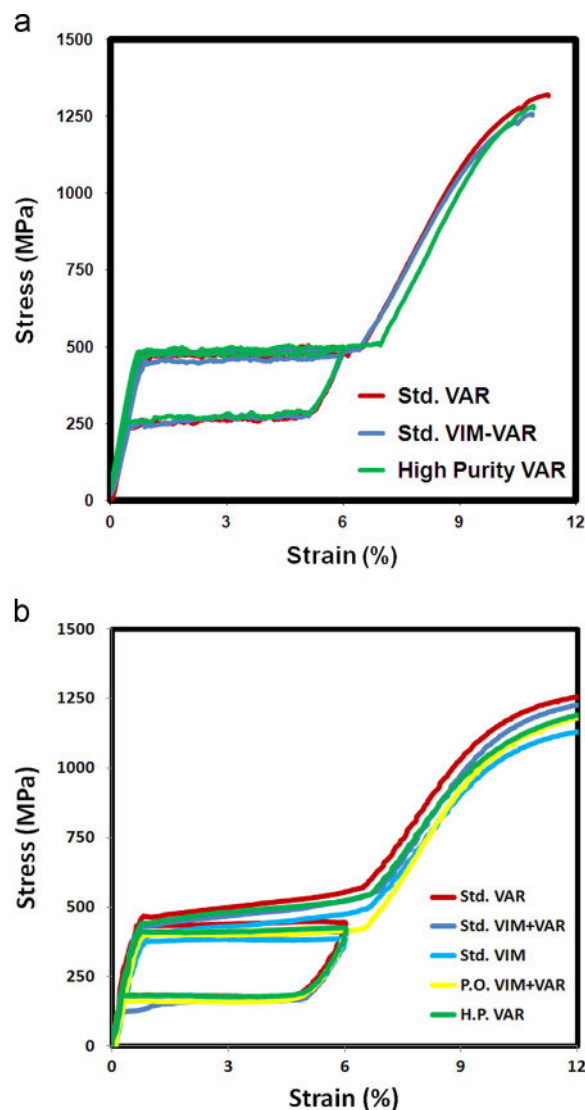 a
1500
1250
1000
750
500
250
0
0 3 6 9 12
Stress (MPa)
Strain (%)
Std. VAR
Std. VIM-VAR
High Purity VAR
b
1500
1250
1000
750
500
250
0
0 3 6 9 12
Stress (MPa)
Strain (%)
Std. VAR
Std. VIM+VAR
Std. VIM
P.O. VIM+VAR
H.P. VAR